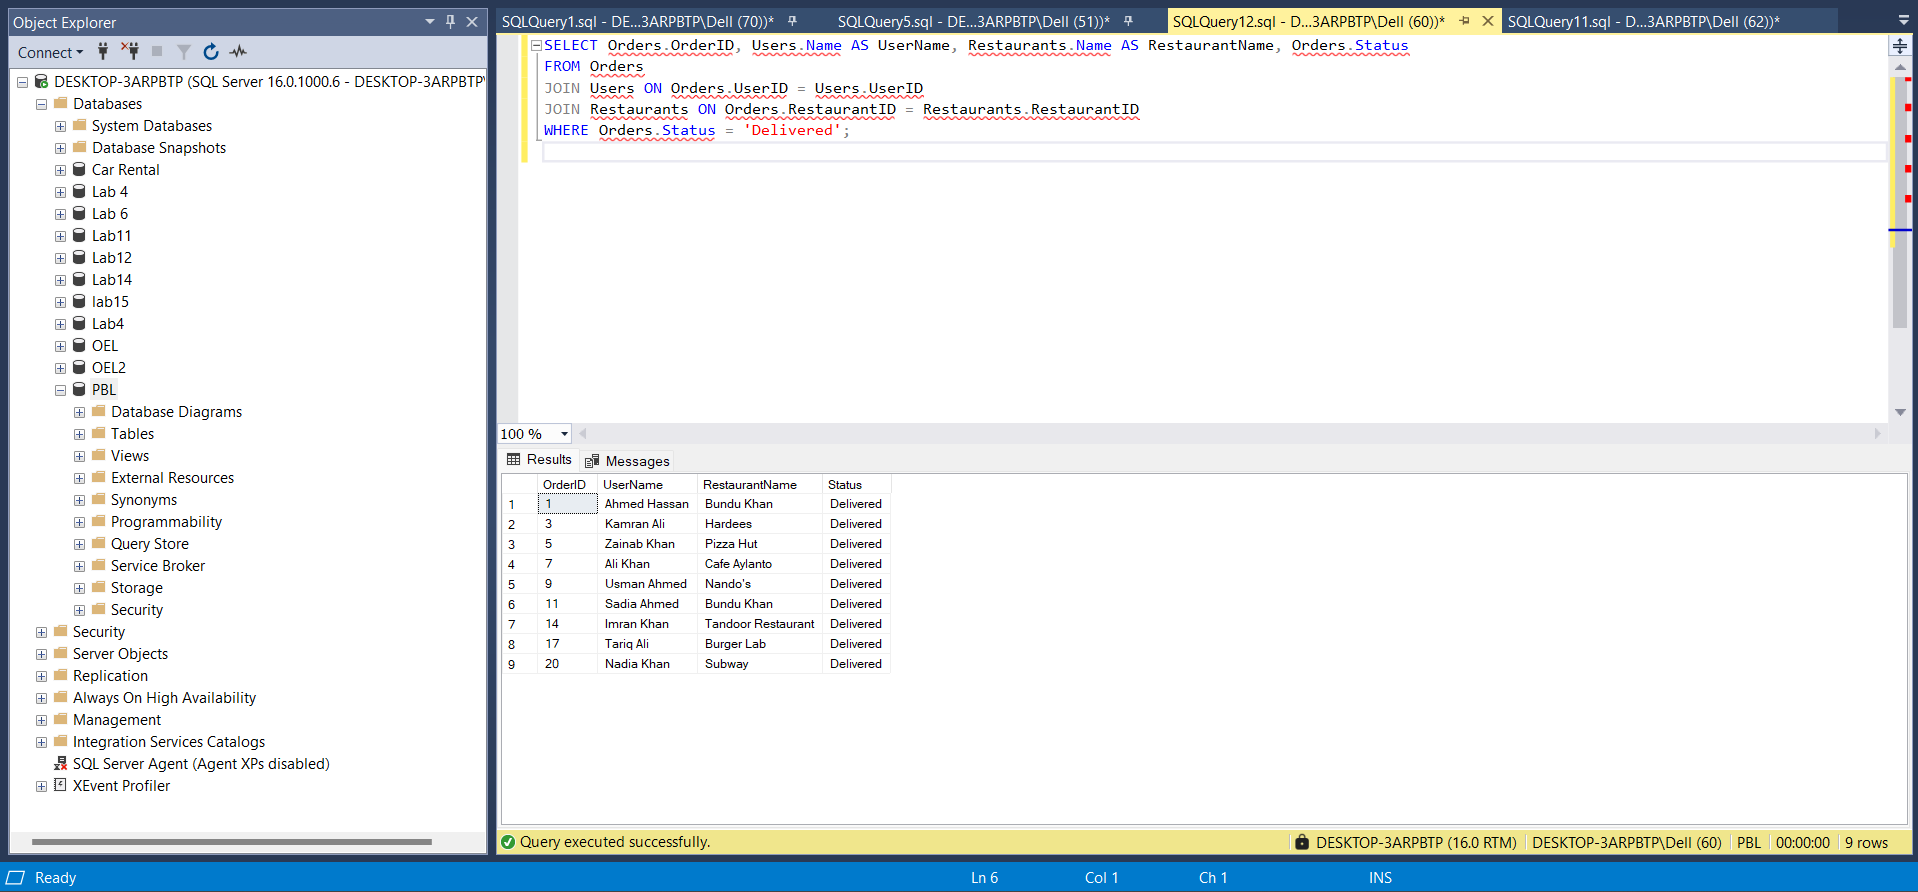 Object Explorer
Connect
DESKTOP-3ARPBTP (SQL Server 16.0.1000.6 - DESKTOP-3ARPBTP\
Databases
System Databases
Database Snapshots
Car Rental
Lab 4
Lab 6
Lab11
Lab12
Lab14
lab15
Lab4
OEL
OEL2
PBL
Database Diagrams
Tables
Views
External Resources
Synonyms
Programmability
Query Store
Service Broker
Storage
Security
Security
Server Objects
Replication
Always On High Availability
Management
Integration Services Catalogs
SQL Server Agent (Agent XPs disabled)
XEvent Profiler
SQLQuery1.sql - DE...3ARPBTP\Dell (70))* SQLQuery5.sql - DE...3ARPBTP\Dell (51))* SQLQuery12.sql - D...3ARPBTP\Dell (60))* SQLQuery11.sql - D...3ARPBTP\Dell (62))*
SELECT Orders.OrderID, Users.Name AS UserName, Restaurants.Name AS RestaurantName, Orders.Status
FROM Orders
JOIN Users ON Orders.UserID = Users.UserID
JOIN Restaurants ON Orders.RestaurantID = Restaurants.RestaurantID
WHERE Orders.Status = 'Delivered';
100 %
Results Messages
OrderID UserName RestaurantName Status
1 1 Ahmed Hassan Bundu Khan Delivered
2 3 Kamran Ali Hardees Delivered
3 5 Zainab Khan Pizza Hut Delivered
4 7 Ali Khan Cafe Aylanto Delivered
5 9 Usman Ahmed Nando's Delivered
6 11 Sadia Ahmed Bundu Khan Delivered
7 14 Imran Khan Tandoor Restaurant Delivered
8 17 Tariq Ali Burger Lab Delivered
9 20 Nadia Khan Subway Delivered
Query executed successfully. DESKTOP-3ARPBTP (16.0 RTM) DESKTOP-3ARPBTP\Dell (60) PBL 00:00:00 9 rows
Ready Ln 6 Col 1 Ch 1 INS